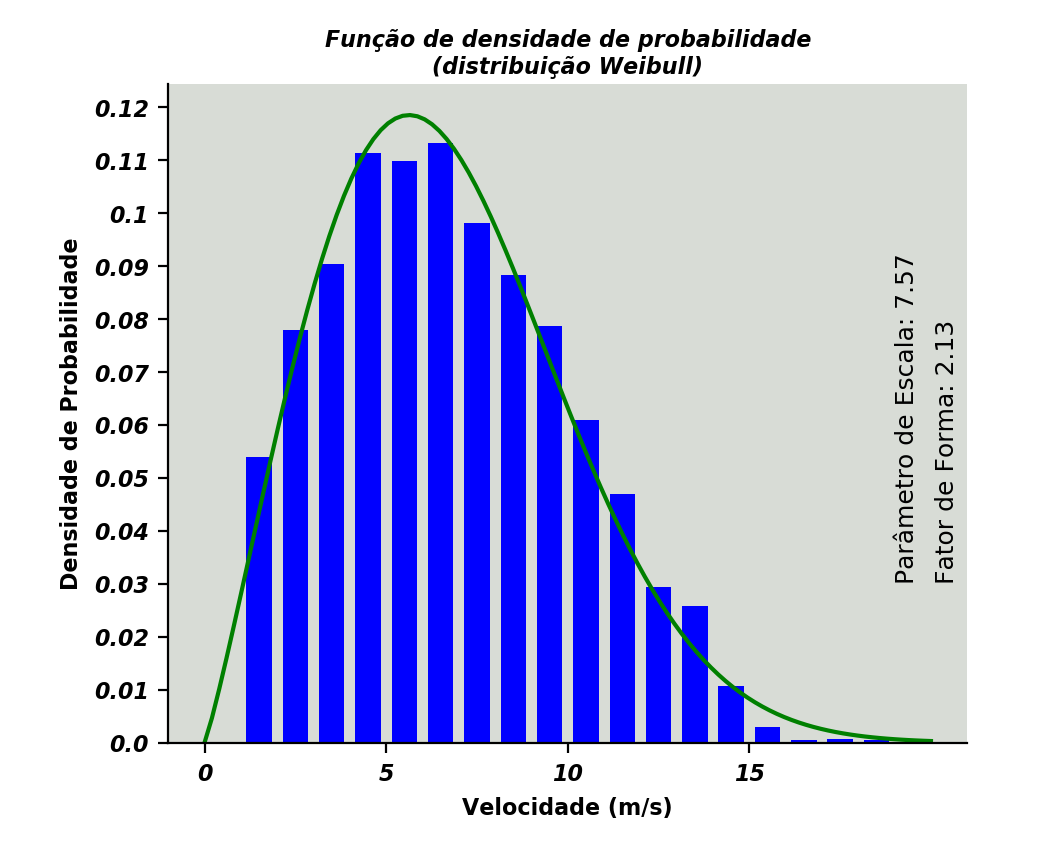 Função de densidade de probabilidade
(distribuição Weibull)
Densidade de Probabilidade
0.12
0.11
0.1
0.09
0.08
0.07
0.06
0.05
0.04
0.03
0.02
0.01
0.0
Parâmetro de Escala: 7.57
Fator de Forma: 2.13
0 5 10 15
Velocidade (m/s)